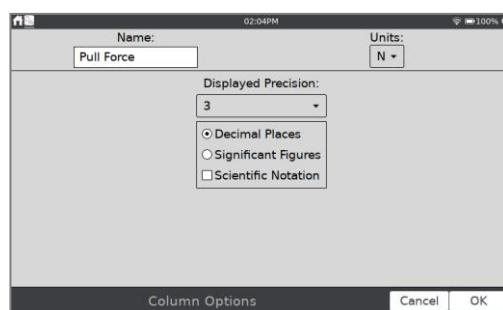 02:04PM 100%
Name: Units:
Pull Force N
Displayed Precision:
3
Decimal Places
Significant Figures
Scientific Notation
Column Options Cancel OK